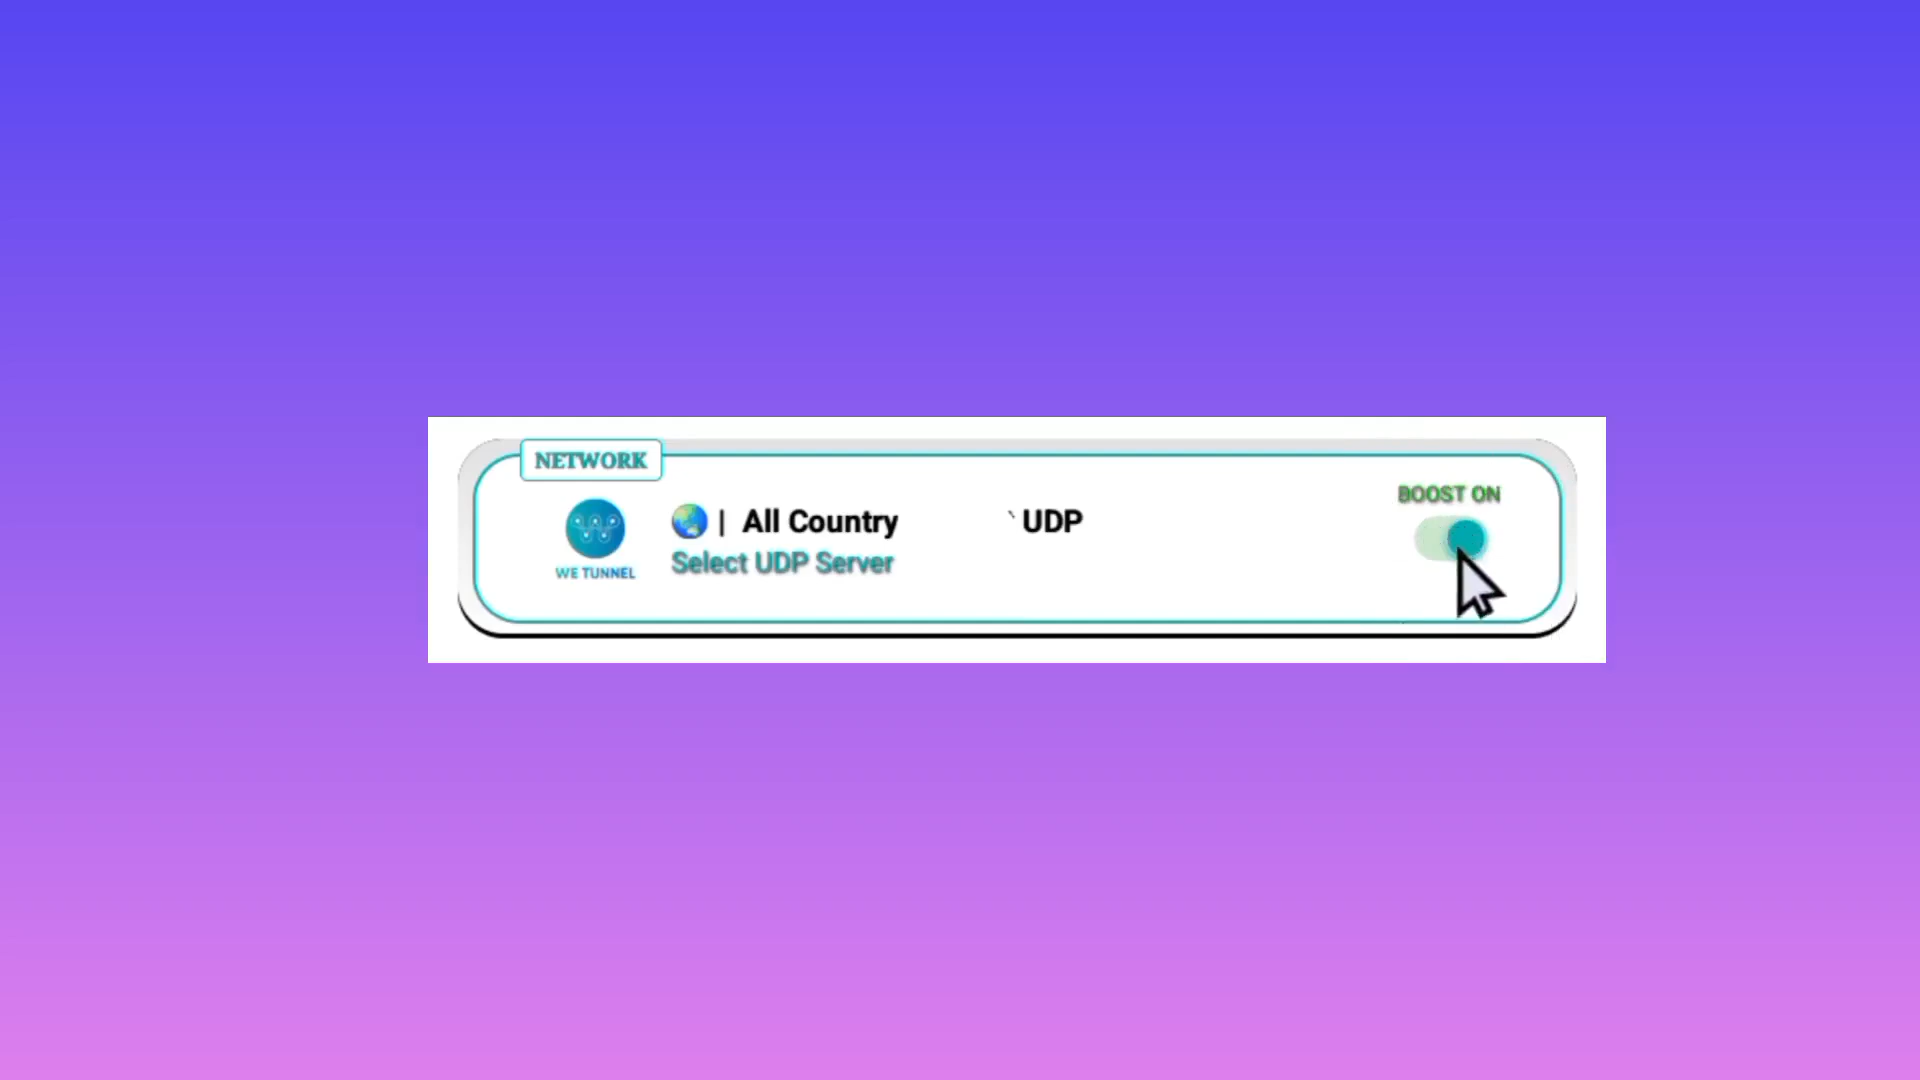 NETWORK
BOOST ON
| All Country ` UDP
Select UDP Server
WE TUNNEL